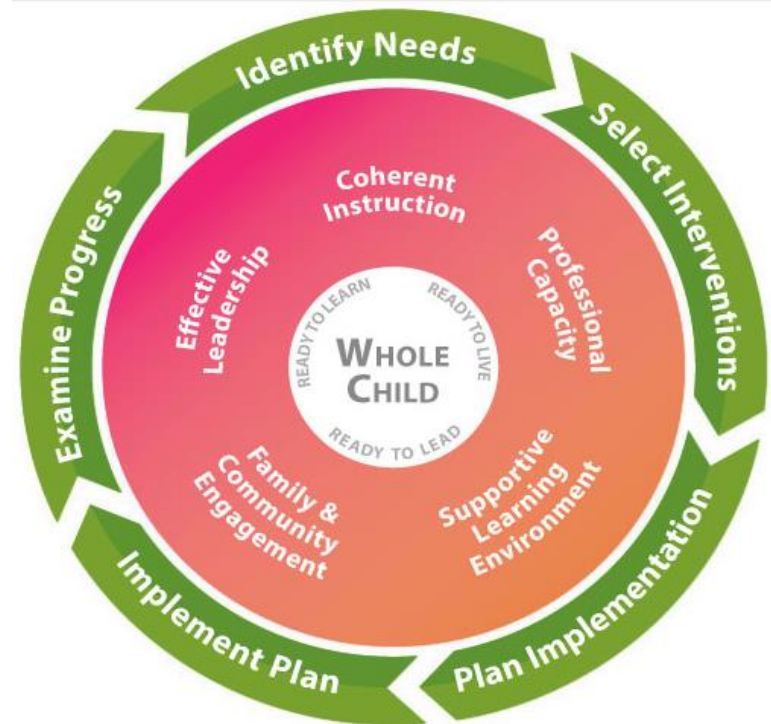 Identify Needs
Select Interventions
Plan Implementation
Implement Plan
Examine Progress
Coherent
Instruction
Professional
Capacity
Supportive
Learning
Environment
Family &
Community
Engagement
Effective
Leadership
READY TO LEARN
READY TO LIVE
WHOLE
CHILD
READY TO LEAD